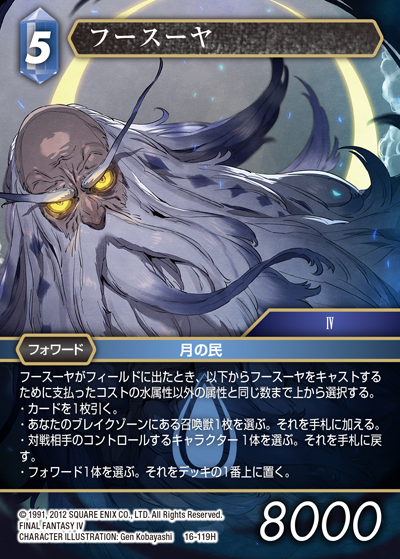 5
フースーヤ
IV
フォワード
月の民
フースーヤがフィールドに出たとき、以下からフースーヤをキャストする
ために支払ったコストの水属性以外の属性と同じ数まで上から選択する。
・カードを1枚引く。
・あなたのブレイクゾーンにある召喚獣1枚を選ぶ。それを手札に加える。
・対戦相手のコントロールするキャラクター1体を選ぶ。それを手札に戻
す。
・フォワード1体を選ぶ。それをデッキの1番上に置く。
© 1991, 2012 SQUARE ENIX CO., LTD. All Rights Reserved.
FINAL FANTASY IV
CHARACTER ILLUSTRATION: Gen Kobayashi 16-119H
8000